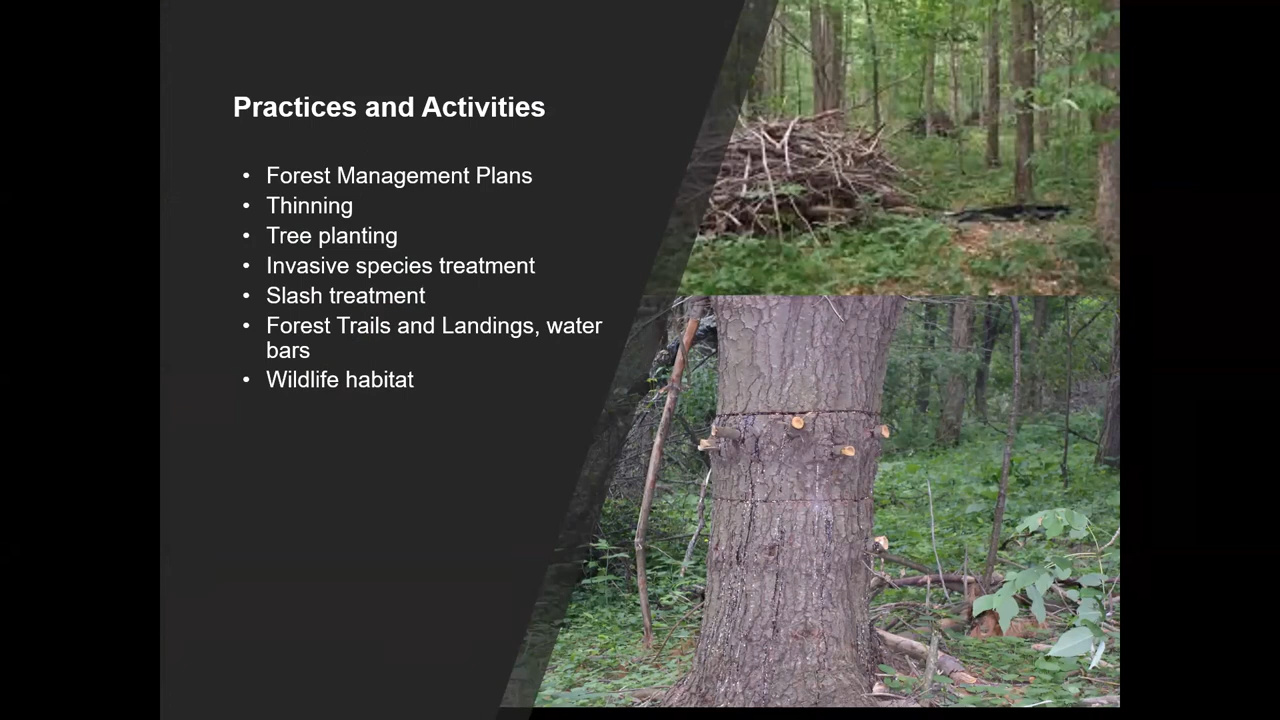 Practices and Activities
• Forest Management Plans
• Thinning
• Tree planting
• Invasive species treatment
• Slash treatment
• Forest Trails and Landings, water
bars
• Wildlife habitat